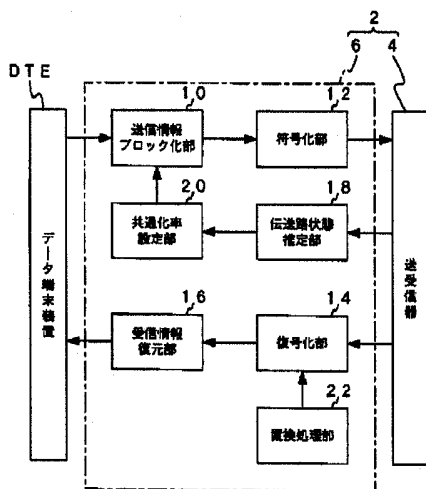 2
6 4
DTE
10
送信情報
ブロック化部
12
符号化部
20
共通化率
設定部
18
伝送路状態
推定部
データ端末装置
送受信器
16
受信情報
復元部
14
復号化部
22
置換処理部